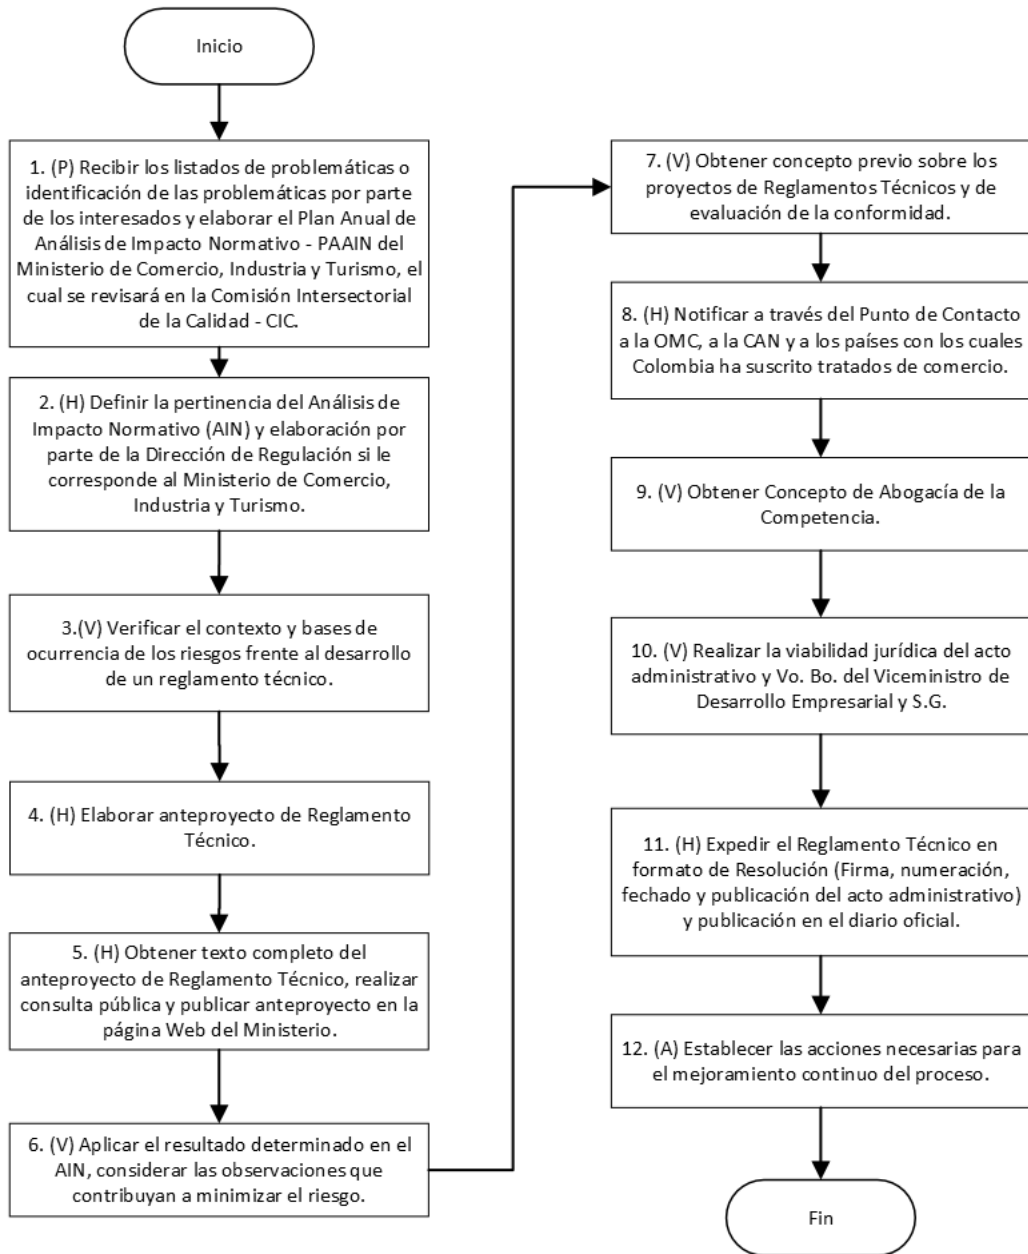 Inicio
1. (P) Recibir los listados de problemáticas o
identificación de las problemáticas por parte
de los interesados y elaborar el Plan Anual de
Análisis de Impacto Normativo - PAAIN del
Ministerio de Comercio, Industria y Turismo, el
cual se revisará en la Comisión Intersectorial
de la Calidad - CIC.
2. (H) Definir la pertinencia del Análisis de
Impacto Normativo (AIN) y elaboración por
parte de la Dirección de Regulación si le
corresponde al Ministerio de Comercio,
Industria y Turismo.
3.(V) Verificar el contexto y bases de
ocurrencia de los riesgos frente al desarrollo
de un reglamento técnico.
4. (H) Elaborar anteproyecto de Reglamento
Técnico.
5. (H) Obtener texto completo del
anteproyecto de Reglamento Técnico, realizar
consulta pública y publicar anteproyecto en la
página Web del Ministerio.
6. (V) Aplicar el resultado determinado en el
AIN, considerar las observaciones que
contribuyan a minimizar el riesgo.
7. (V) Obtener concepto previo sobre los
proyectos de Reglamentos Técnicos y de
evaluación de la conformidad.
8. (H) Notificar a través del Punto de Contacto
a la OMC, a la CAN y a los países con los cuales
Colombia ha suscrito tratados de comercio.
9. (V) Obtener Concepto de Abogacía de la
Competencia.
10. (V) Realizar la viabilidad jurídica del acto
administrativo y Vo. Bo. del Viceministro de
Desarrollo Empresarial y S.G.
11. (H) Expedir el Reglamento Técnico en
formato de Resolución (Firma, numeración,
fechado y publicación del acto administrativo)
y publicación en el diario oficial.
12. (A) Establecer las acciones necesarias para
el mejoramiento continuo del proceso.
Fin